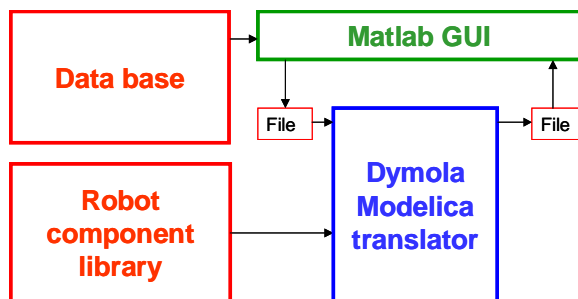 Data base
Matlab GUI
File
File
Robot
component
library
Dymola
Modelica
translator